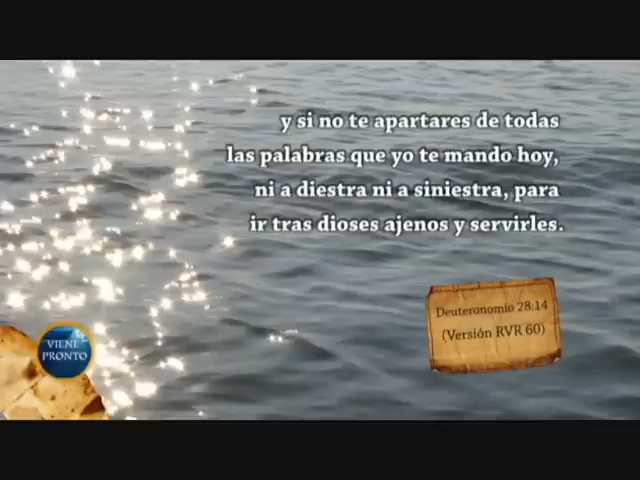 y si no te apartares de todas
las palabras que yo te mando hoy,
ni a diestra ni a siniestra, para
ir tras dioses ajenos y servirles.
Deuteronomio 28:14
(Versión RVR 60)
VIENE
PRONTO